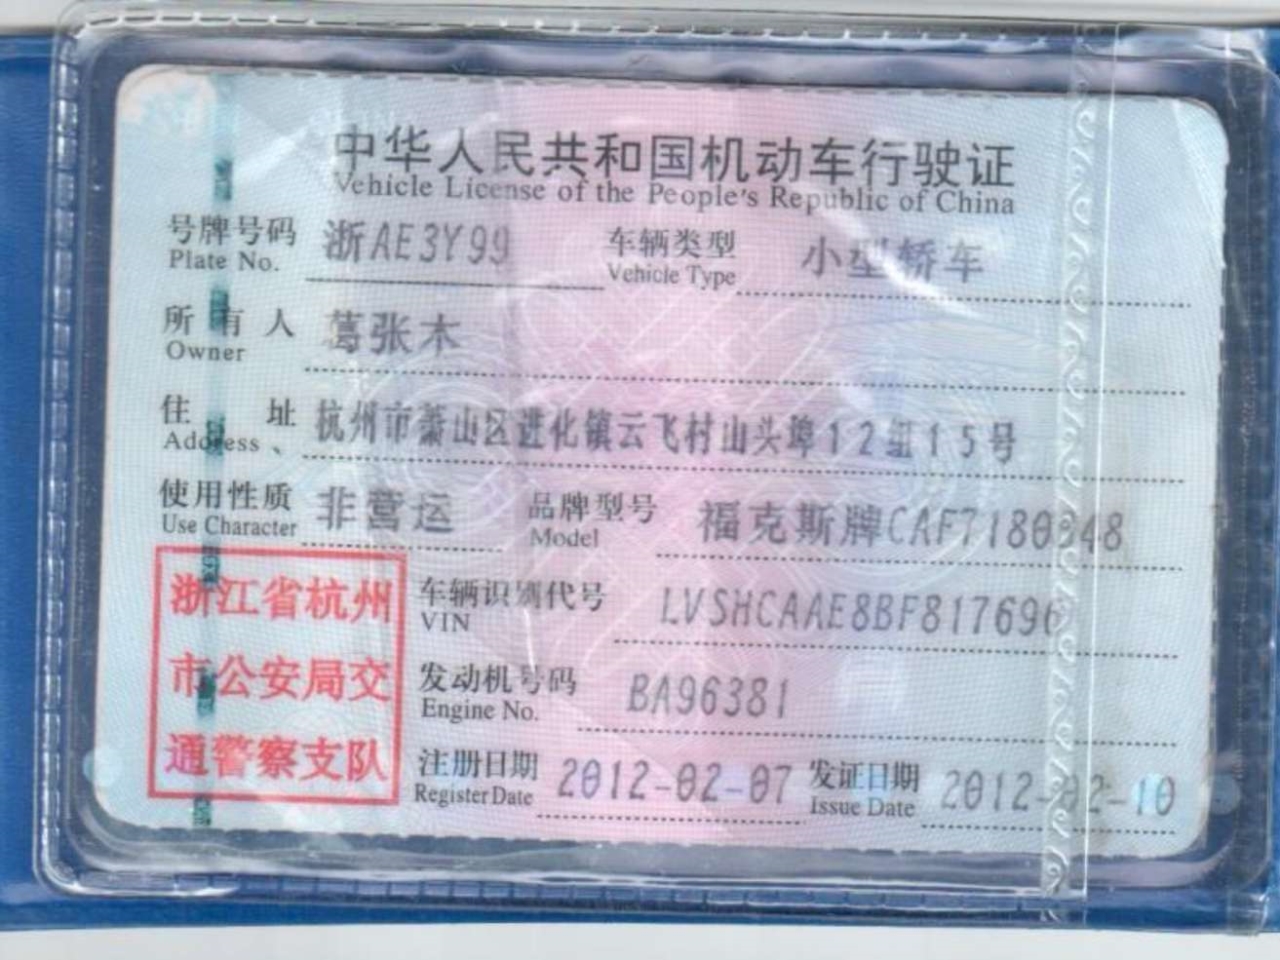 中华人民共和国机动车行驶证
Vehicle License of the People's Republic of China
号牌号码 浙AE3Y99 车辆类型 小型轿车
Plate No. Vehicle Type
所有人 葛张木
Owner
住址 杭州市萧山区进化镇云飞村山头埠12组15号
Address
使用性质 非营运 品牌型号 福克斯牌CAF7180
Use Character Model
浙江省杭州
市公安局交
通警察支队
车辆识别代号 LVSHCAAE8BF817696
VIN
发动机号码 BA96381
Engine No.
注册日期 2012-02-07 发证日期 2012-02-10
Register Date Issue Date